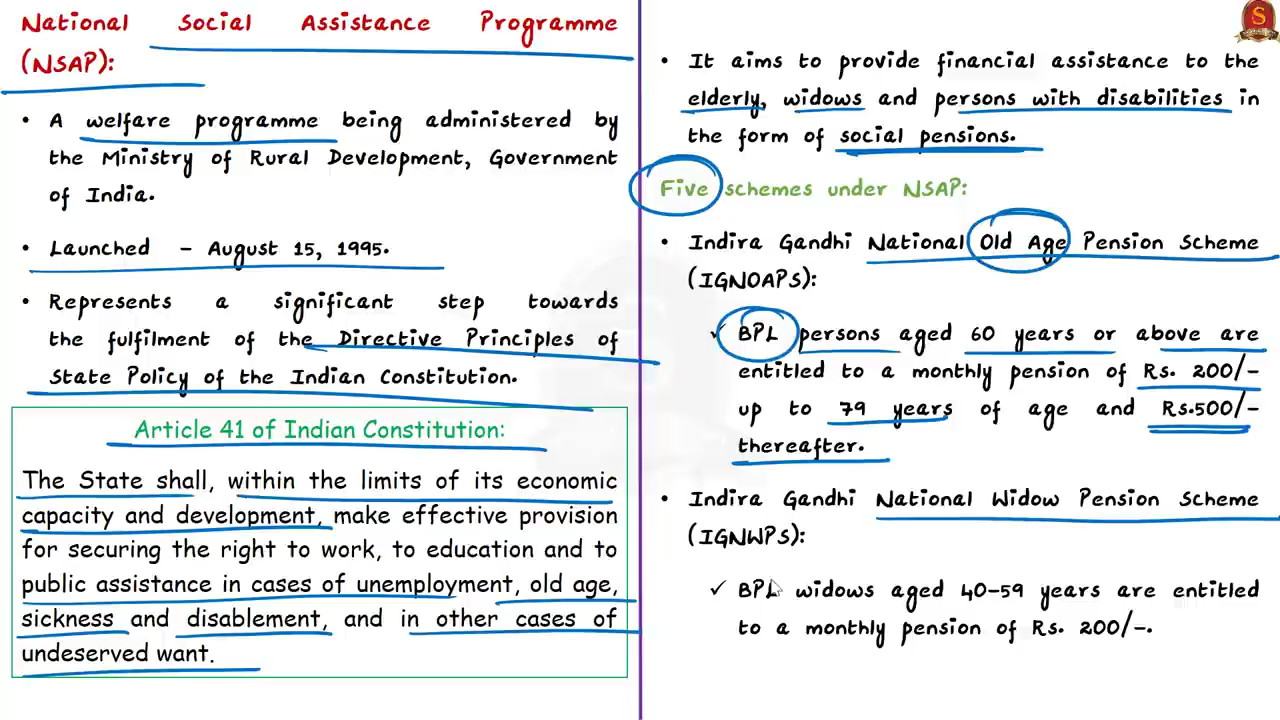 National Social Assistance Programme
(NSAP):
• A welfare programme being administered by
the Ministry of Rural Development, Government
of India.
• Launched - August 15, 1995.
• Represents a significant step towards
the fulfilment of the Directive Principles of
State Policy of the Indian Constitution.
Article 41 of Indian Constitution:
The State shall, within the limits of its economic
capacity and development, make effective provision
for securing the right to work, to education and to
public assistance in cases of unemployment, old age,
sickness and disablement, and in other cases of
undeserved want.
• It aims to provide financial assistance to the
elderly, widows and persons with disabilities in
the form of social pensions.
Five schemes under NSAP:
• Indira Gandhi National Old Age Pension Scheme
(IGNOAPS):
✓ BPL persons aged 60 years or above are
entitled to a monthly pension of Rs. 200/-
up to 79 years of age and Rs.500/-
thereafter.
• Indira Gandhi National Widow Pension Scheme
(IGNWPS):
✓ BPL widows aged 40-59 years are entitled
to a monthly pension of Rs. 200/-.
S